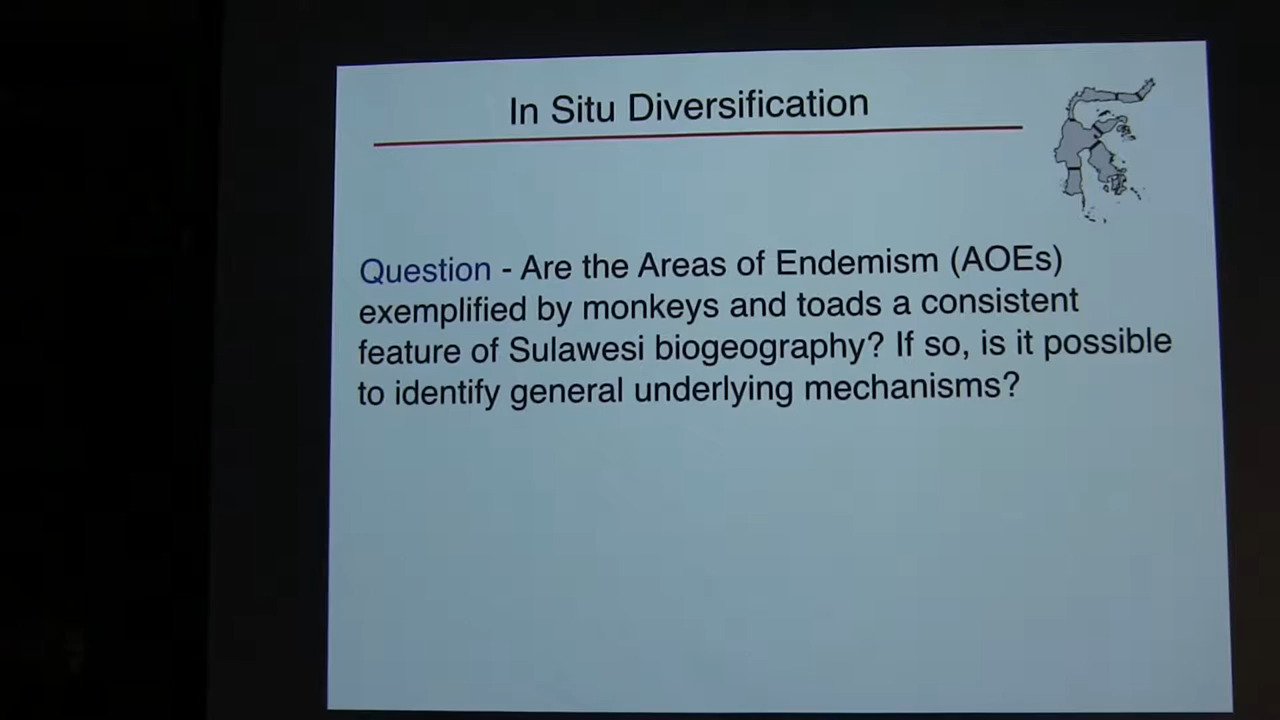 In Situ Diversification
Question - Are the Areas of Endemism (AOEs)
exemplified by monkeys and toads a consistent
feature of Sulawesi biogeography? If so, is it possible
to identify general underlying mechanisms?